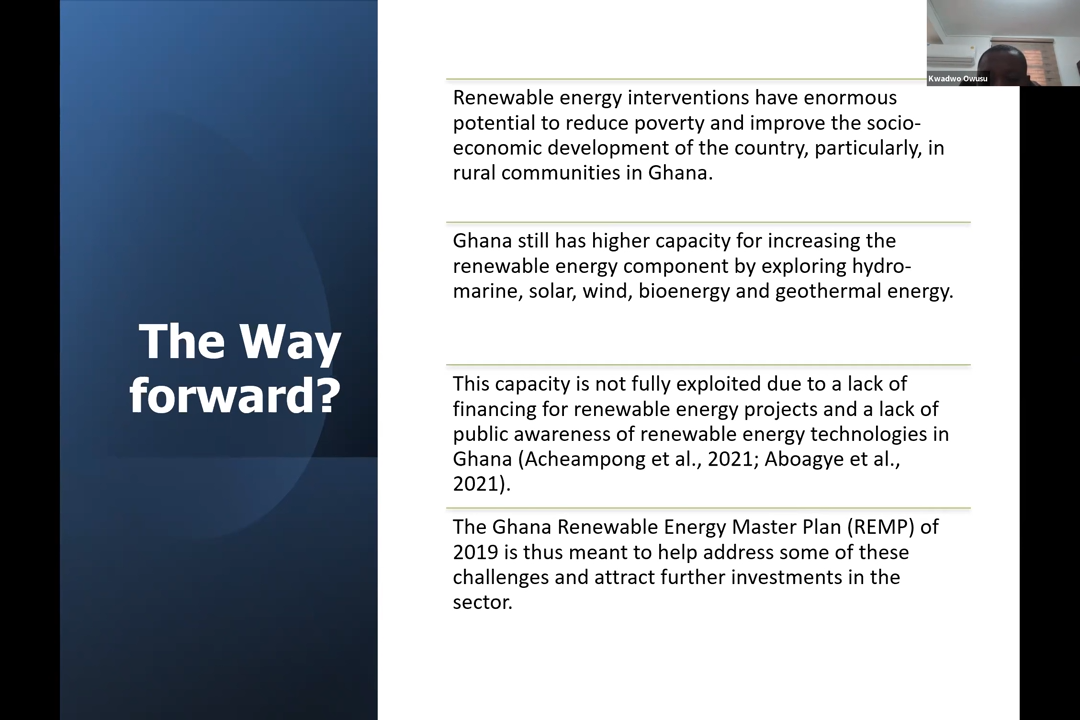 The Way
forward?
Renewable energy interventions have enormous
potential to reduce poverty and improve the socio-
economic development of the country, particularly, in
rural communities in Ghana.
Ghana still has higher capacity for increasing the
renewable energy component by exploring hydro-
marine, solar, wind, bioenergy and geothermal energy.
This capacity is not fully exploited due to a lack of
financing for renewable energy projects and a lack of
public awareness of renewable energy technologies in
Ghana (Acheampong et al., 2021; Aboagye et al.,
2021).
The Ghana Renewable Energy Master Plan (REMP) of
2019 is thus meant to help address some of these
challenges and attract further investments in the
sector.
Kwadwo Owusu